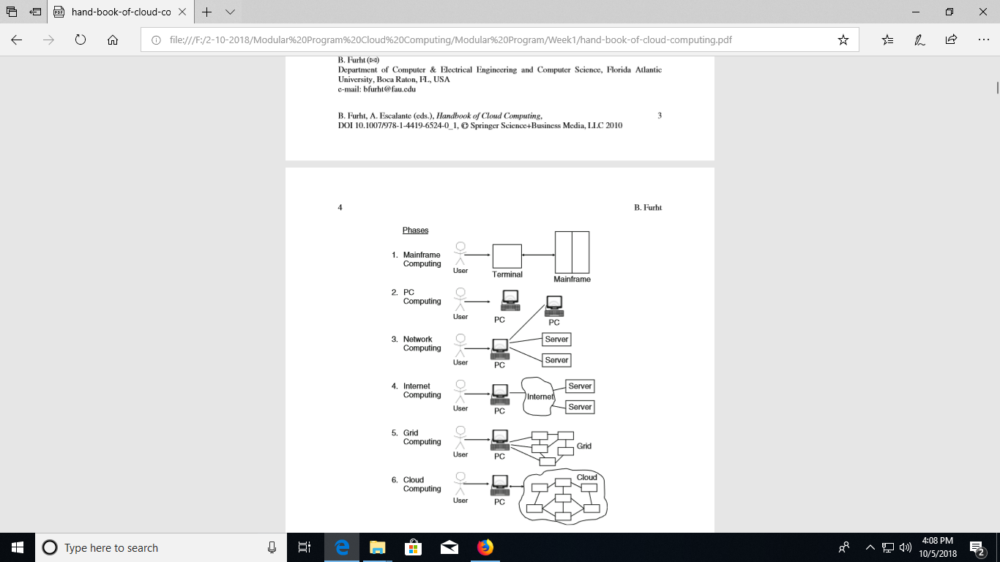 hand-book-of-cloud-co
file:///F:/2-10-2018/Modular%20Program%20Cloud%20Computing/Modular%20Program/Week1/hand-book-of-cloud-computing.pdf
B. Furht (✉)
Department of Computer & Electrical Engineering and Computer Science, Florida Atlantic
University, Boca Raton, FL, USA
e-mail: bfurht@fau.edu
B. Furht, A. Escalante (eds.), Handbook of Cloud Computing, 3
DOI 10.1007/978-1-4419-6524-0_1, © Springer Science+Business Media, LLC 2010
4 B. Furht
Phases
1. Mainframe
Computing
User
Terminal
Mainframe
2. PC
Computing
User
PC
PC
3. Network
Computing
User
PC
Server
Server
4. Internet
Computing
User
PC
Internet
Server
Server
5. Grid
Computing
User
PC
Grid
6. Cloud
Computing
User
PC
Cloud
Type here to search
4:08 PM
10/5/2018
2